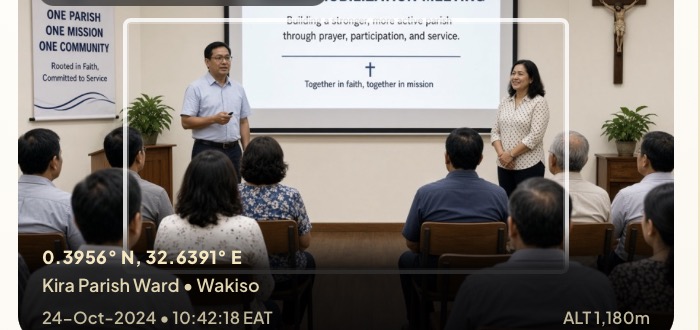 ONE PARISH
ONE MISSION
ONE COMMUNITY
Rooted in Faith,
Committed to Service
MOBILIZATION MEETING
Building a stronger, more active parish
through prayer, participation, and service.
Together in faith, together in mission
0.3956° N, 32.6391° E
Kira Parish Ward • Wakiso
24-Oct-2024 • 10:42:18 EAT
ALT 1,180m